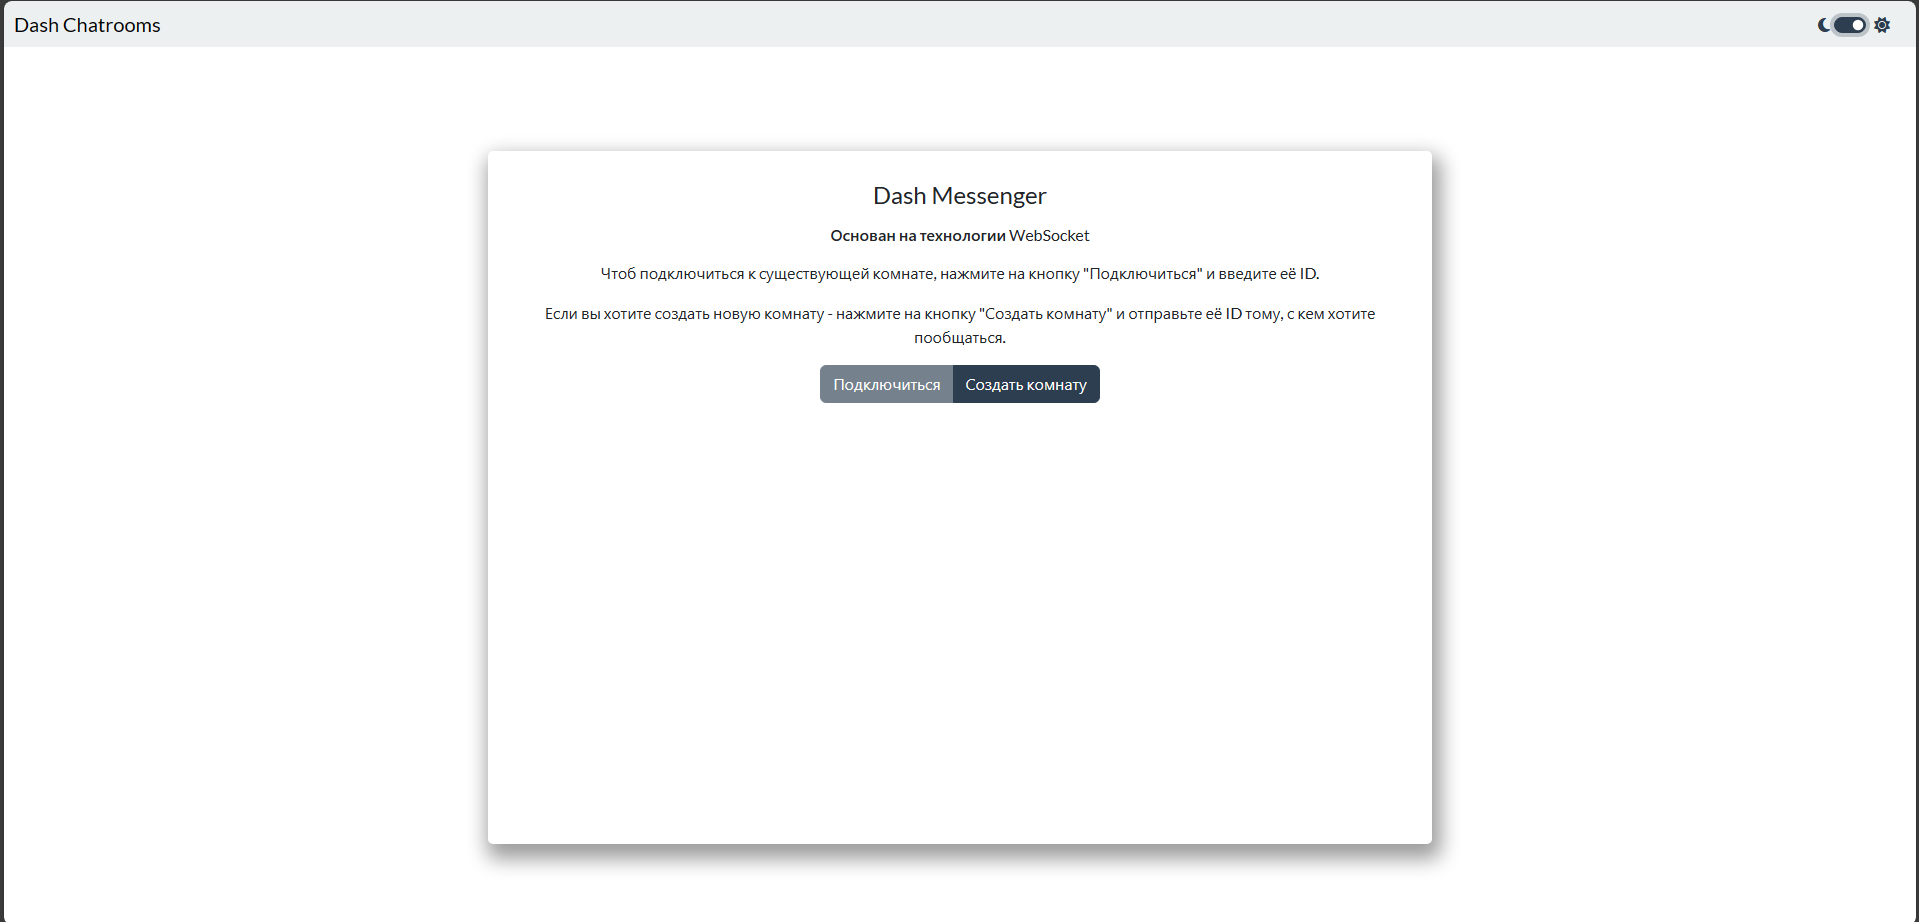 Dash Chatrooms
Dash Messenger
Основан на технологии WebSocket
Чтоб подключиться к существующей комнате, нажмите на кнопку "Подключиться" и введите её ID.
Если вы хотите создать новую комнату - нажмите на кнопку "Создать комнату" и отправьте её ID тому, с кем хотите
пообщаться.
Подключиться Создать комнату